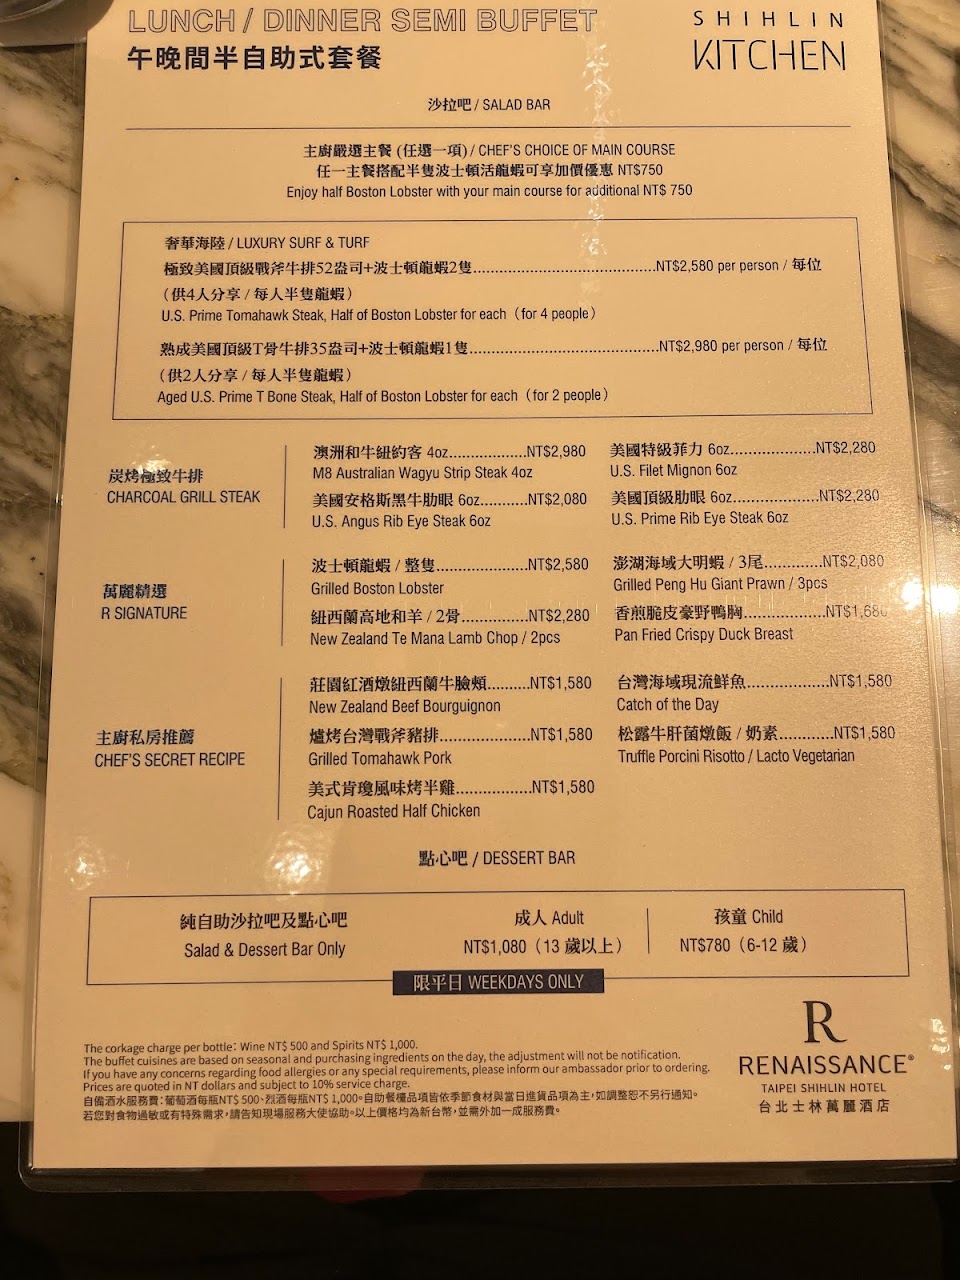 LUNCH / DINNER SEMI BUFFET
午晚間半自助式套餐
SHIHLIN
KITCHEN
沙拉吧 / SALAD BAR
主廚嚴選主餐 (任選一項) / CHEF'S CHOICE OF MAIN COURSE
任一主餐搭配半隻波士頓活龍蝦可享加價優惠 NT$750
Enjoy half Boston Lobster with your main course for additional NT$ 750
奢華海陸 / LUXURY SURF & TURF
極致美國頂級戰斧牛排52盎司+波士頓龍蝦2隻..............................NT$2,580 per person / 每位
（供4人分享 / 每人半隻龍蝦）
U.S. Prime Tomahawk Steak, Half of Boston Lobster for each（for 4 people）
熟成美國頂級T骨牛排35盎司+波士頓龍蝦1隻...............................NT$2,980 per person / 每位
（供2人分享 / 每人半隻龍蝦）
Aged U.S. Prime T Bone Steak, Half of Boston Lobster for each（for 2 people）
炭烤極致牛排
CHARCOAL GRILL STEAK
澳洲和牛紐約客 4oz.................NT$2,980
M8 Australian Wagyu Strip Steak 4oz
美國安格斯黑牛肋眼 6oz..........NT$2,080
U.S. Angus Rib Eye Steak 6oz
美國特級菲力 6oz...................NT$2,280
U.S. Filet Mignon 6oz
美國頂級肋眼 6oz...................NT$2,280
U.S. Prime Rib Eye Steak 6oz
萬麗精選
R SIGNATURE
波士頓龍蝦 / 整隻....................NT$2,580
Grilled Boston Lobster
紐西蘭高地和羊 / 2骨...............NT$2,280
New Zealand Te Mana Lamb Chop / 2pcs
澎湖海域大明蝦 / 3尾.............NT$2,080
Grilled Peng Hu Giant Prawn / 3pcs
香煎脆皮豪野鴨胸..................NT$1,680
Pan Fried Crispy Duck Breast
主廚私房推薦
CHEF'S SECRET RECIPE
莊園紅酒燉紐西蘭牛臉頰.........NT$1,580
New Zealand Beef Bourguignon
爐烤台灣戰斧豬排....................NT$1,580
Grilled Tomahawk Pork
美式肯瓊風味烤半雞.................NT$1,580
Cajun Roasted Half Chicken
台灣海域現流鮮魚..................NT$1,580
Catch of the Day
松露牛肝菌燉飯 / 奶素............NT$1,580
Truffle Porcini Risotto / Lacto Vegetarian
點心吧 / DESSERT BAR
純自助沙拉吧及點心吧
Salad & Dessert Bar Only
成人 Adult
NT$1,080（13 歲以上）
孩童 Child
NT$780（6-12 歲）
限平日 WEEKDAYS ONLY
The corkage charge per bottle: Wine NT$ 500 and Spirits NT$ 1,000.
The buffet cuisines are based on seasonal and purchasing ingredients on the day, the adjustment will not be notification.
If you have any concerns regarding food allergies or any special requirements, please inform our ambassador prior to ordering.
Prices are quoted in NT dollars and subject to 10% service charge.
自備酒水服務費：葡萄酒每瓶NT$ 500、烈酒每瓶NT$ 1,000。自助餐檯品項皆依季節食材與當日進貨品項為主，如調整恕不另行通知。
若您對食物過敏或有特殊需求，請告知現場服務大使協助。以上價格均為新台幣，並需外加一成服務費。
R
RENAISSANCE®
TAIPEI SHIHLIN HOTEL
台北士林萬麗酒店